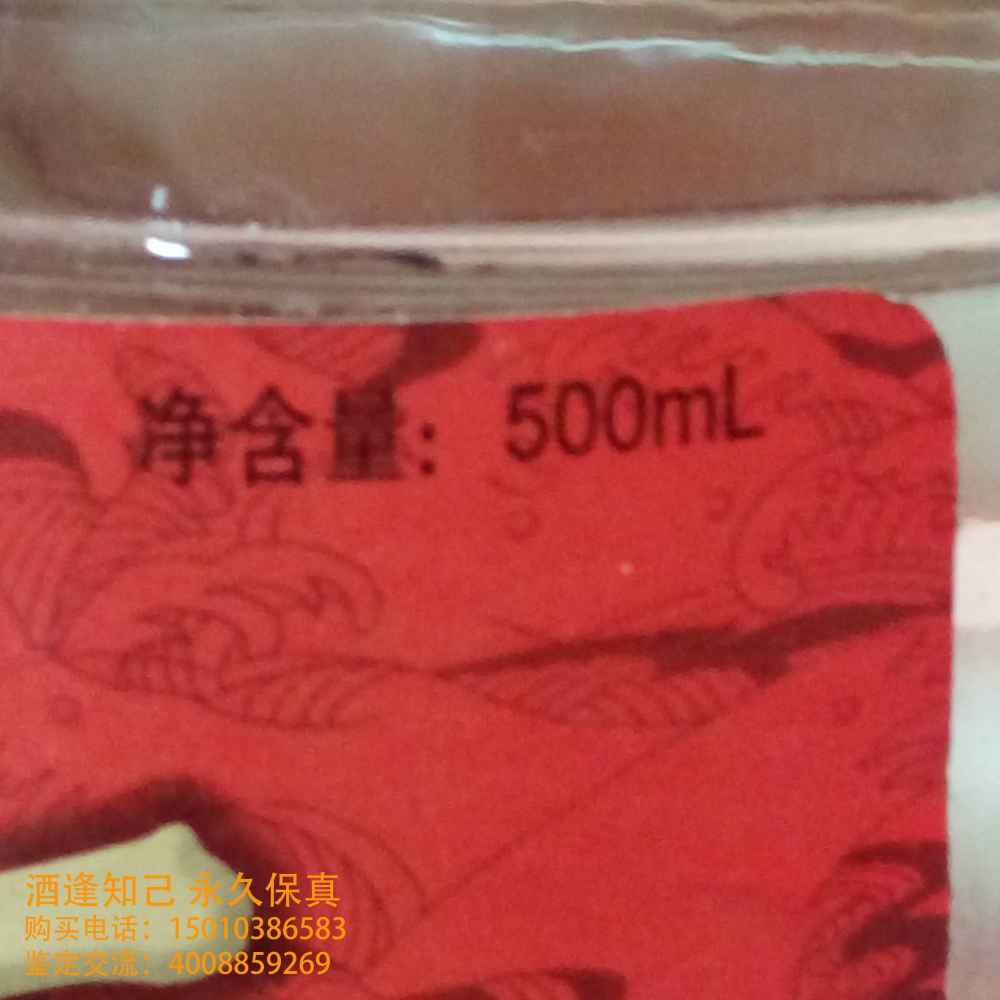 净含量：500mL
酒逢知己 永久保真
购买电话：15010386583
鉴定交流：4008859269